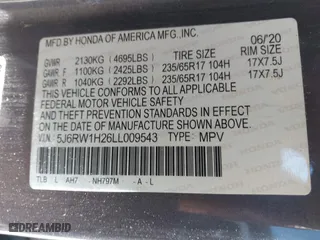 MFD.BY HONDA OF AMERICA MFG.,INC. 06/20
GVWR 2130KG (4695LBS) TIRE SIZE RIM SIZE
GAWR F 1100KG (2425LBS) 235/65R17 104H 17X7.5J
GAWR R 1040KG (2292LBS) 235/65R17 104H 17X7.5J
THIS VEHICLE CONFORMS TO ALL APPLICABLE
FEDERAL MOTOR VEHICLE SAFETY AND
THEFT PREVENTION STANDARDS IN EFFECT ON
THE DATE OF MANUFACTURE SHOWN ABOVE.
V.I.N.: 5J6RW1H26LL009543 TYPE: MPV
TLB - L AH7 NH797M - A - L
© DREAMBID
dreambid.com